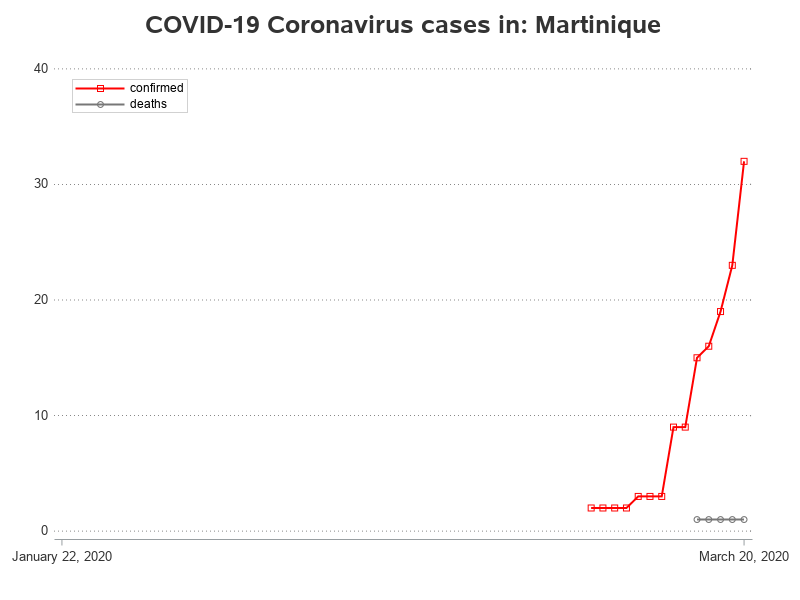 COVID-19 Coronavirus cases in: Martinique
40
confirmed
deaths
30
20
10
0
January 22, 2020
March 20, 2020